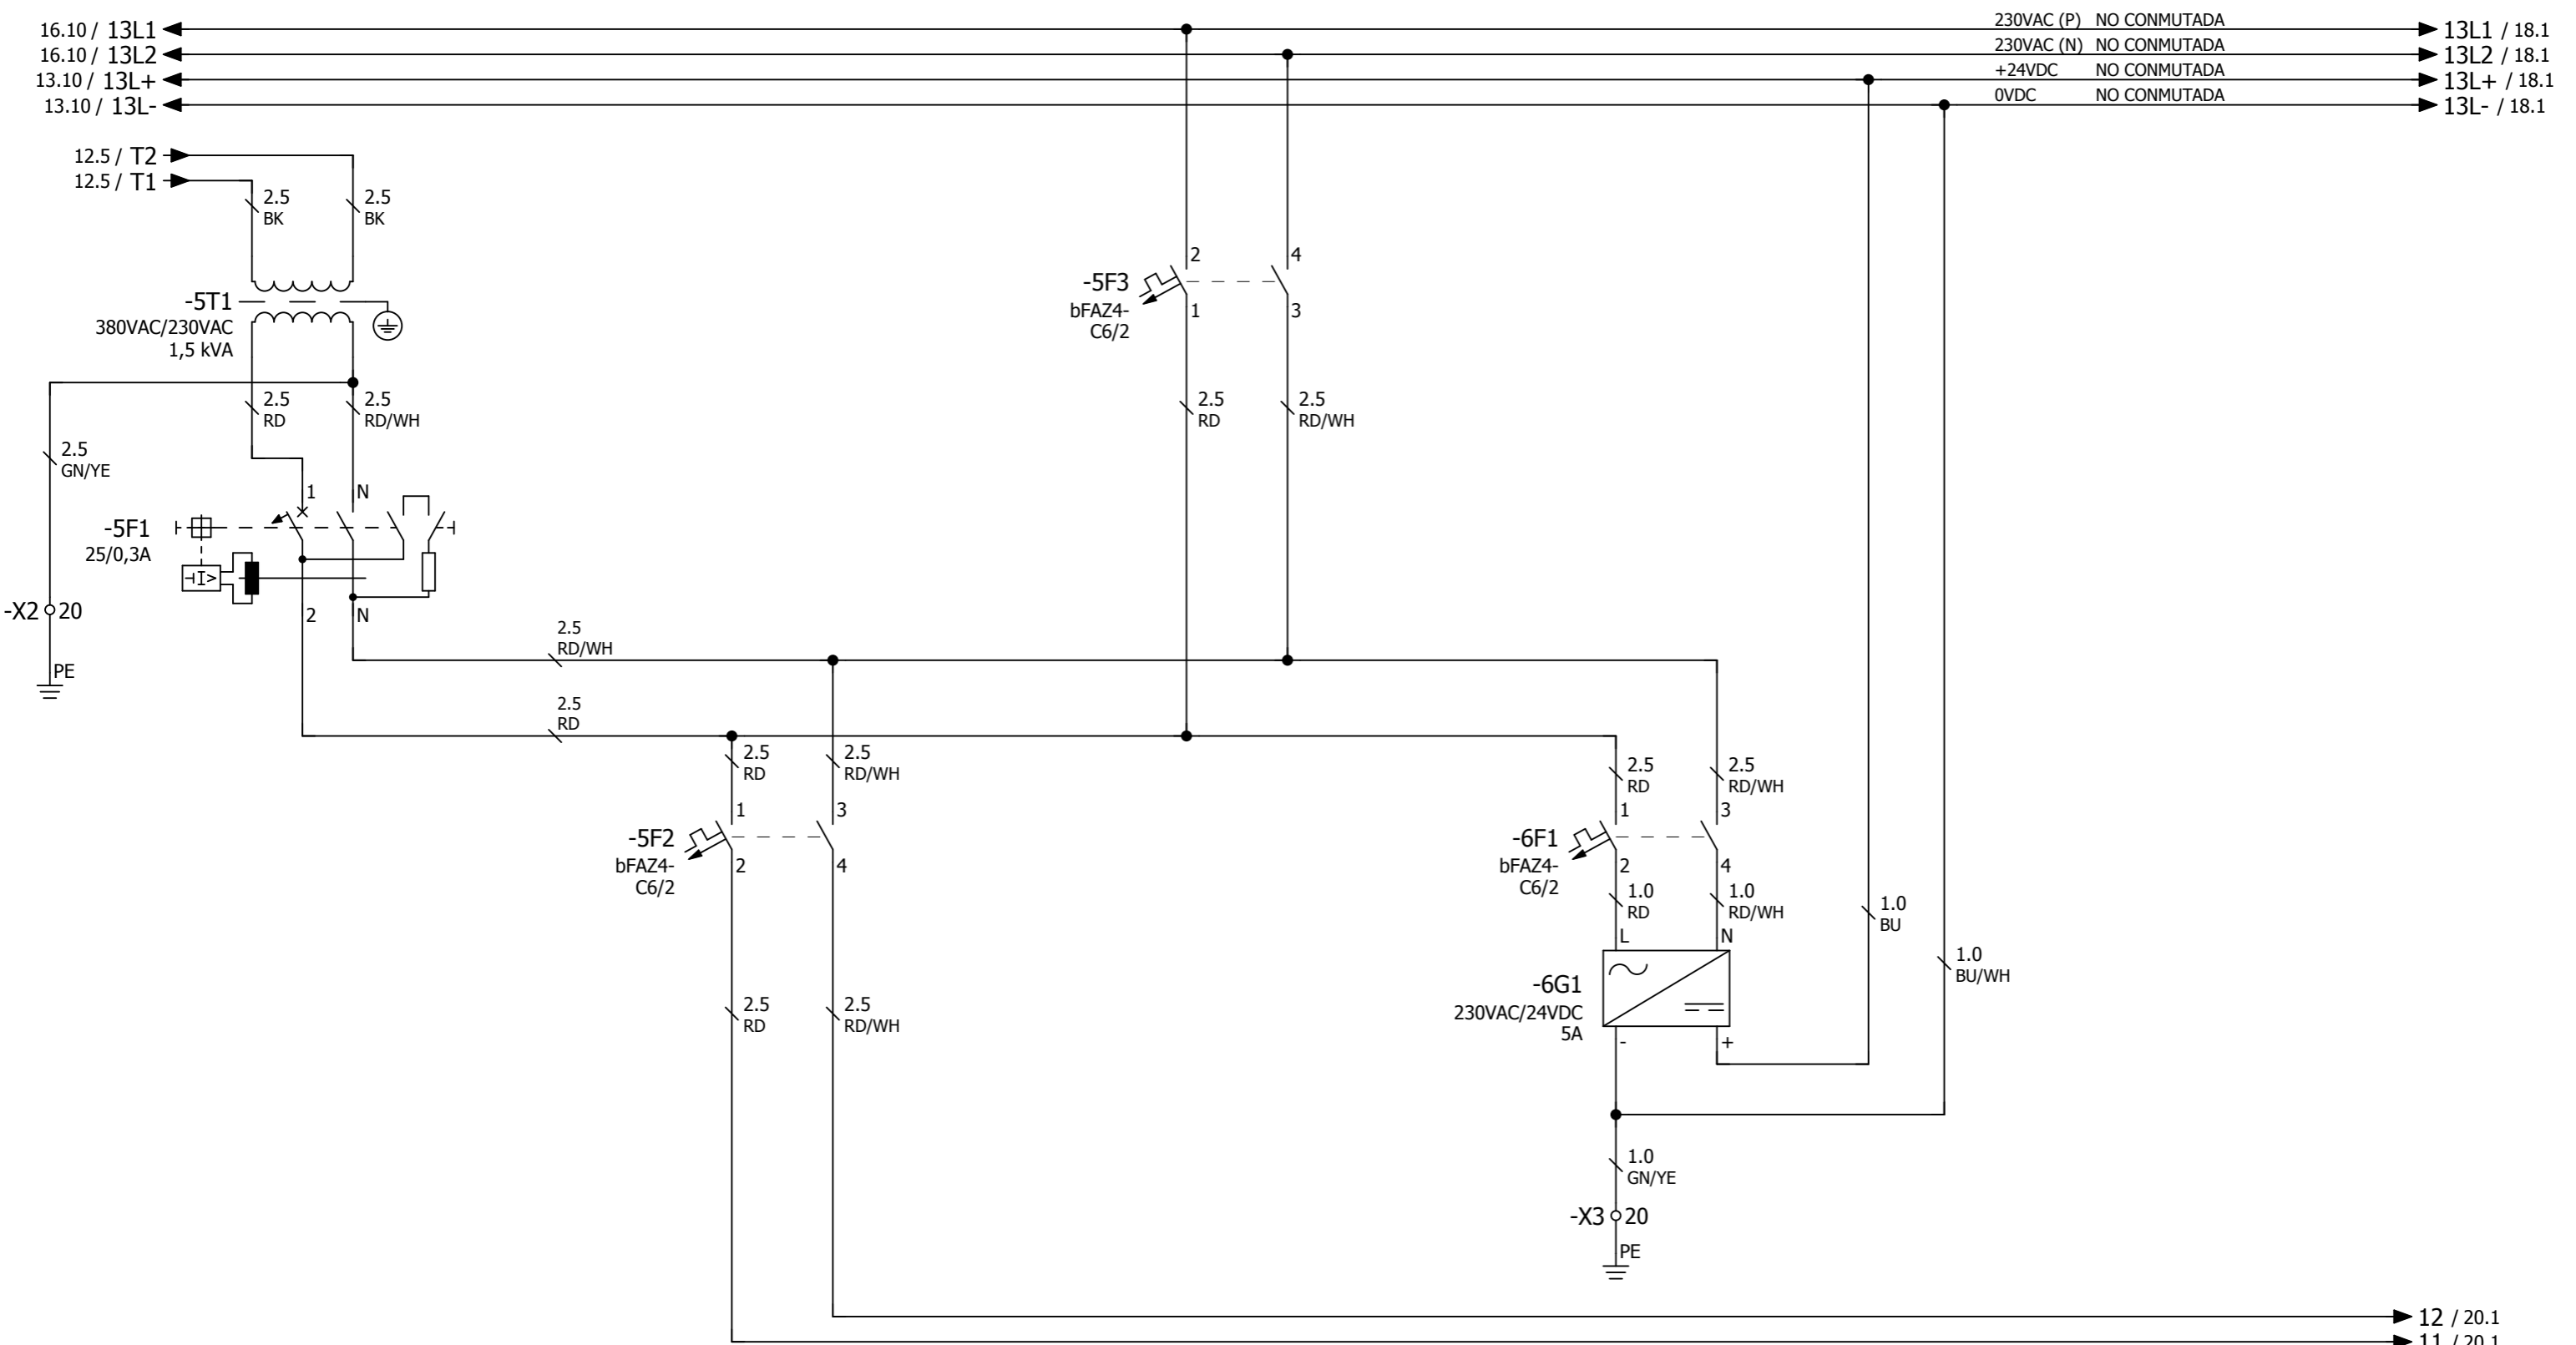 16.10 / 13L1
230VAC (P) NO CONMUTADA
13L1 / 18.1
16.10 / 13L2
230VAC (N) NO CONMUTADA
13L2 / 18.1
13.10 / 13L+
+24VDC NO CONMUTADA
13L+ / 18.1
13.10 / 13L-
0VDC NO CONMUTADA
13L- / 18.1
12.5 / T2
12.5 / T1
2.5
BK
2.5
BK
-5T1
380VAC/230VAC
1,5 kVA
2.5
RD
2.5
RD/WH
2.5
GN/YE
1
N
-5F1
25/0,3A
I>
2
N
-X2
20
PE
2
4
-5F3
bFAZ4-
C6/2
1
3
2.5
RD
2.5
RD/WH
2.5
RD/WH
2.5
RD
2.5
RD
2.5
RD/WH
1
3
-5F2
bFAZ4-
C6/2
2
4
2.5
RD
2.5
RD/WH
2.5
RD
2.5
RD/WH
1
3
-6F1
bFAZ4-
C6/2
2
4
1.0
RD
1.0
RD/WH
L
N
-6G1
230VAC/24VDC
5A
-
+
1.0
BU
1.0
BU/WH
1.0
GN/YE
-X3
20
PE
12 / 20.1
11 / 20.1